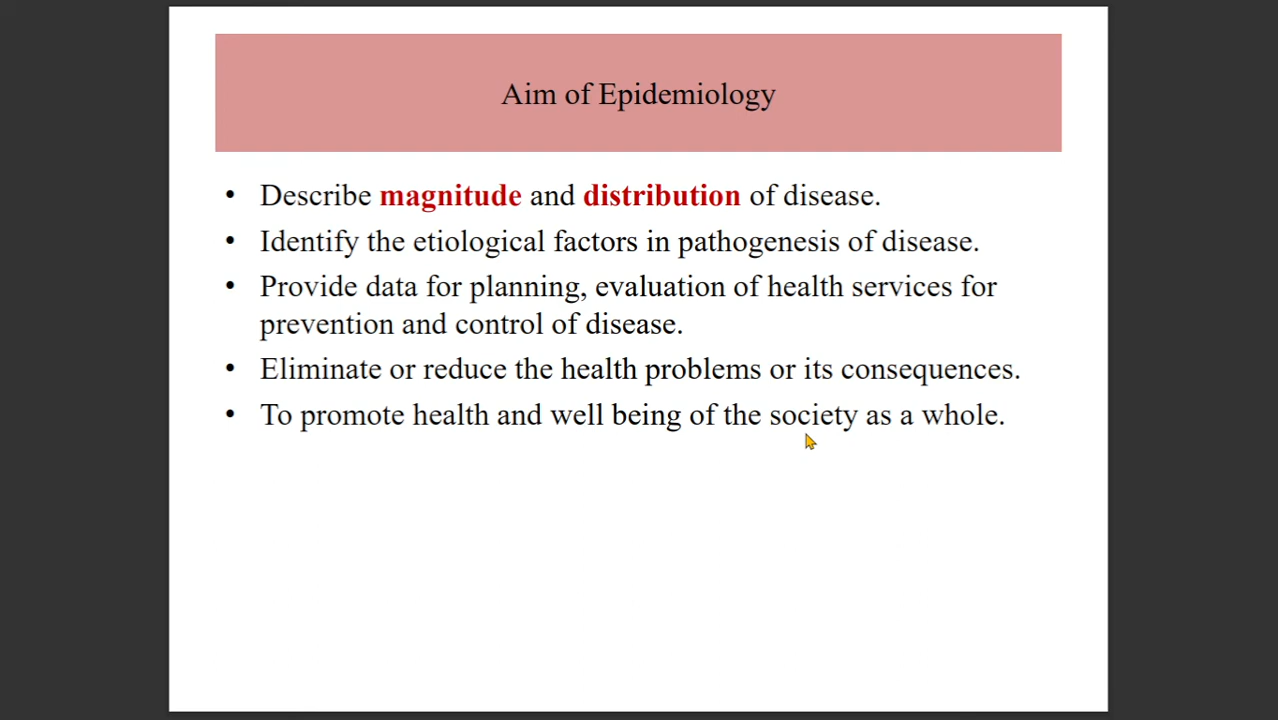 Aim of Epidemiology
• Describe magnitude and distribution of disease.
• Identify the etiological factors in pathogenesis of disease.
• Provide data for planning, evaluation of health services for
prevention and control of disease.
• Eliminate or reduce the health problems or its consequences.
• To promote health and well being of the society as a whole.